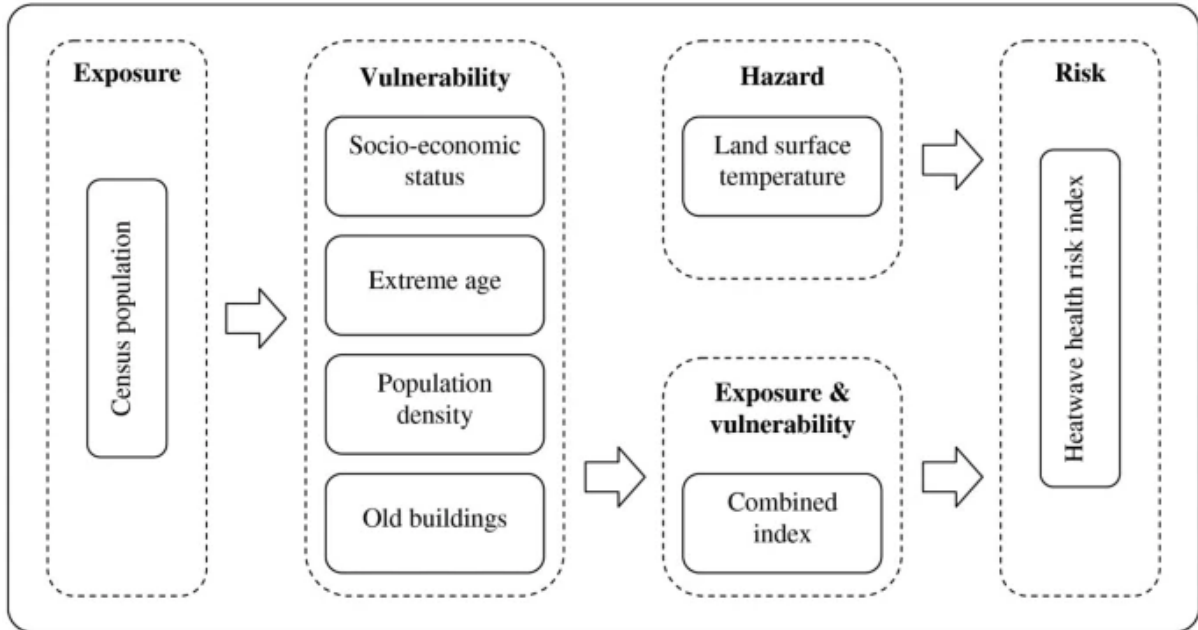 Exposure
Census population
Vulnerability
Socio-economic
status
Extreme age
Population
density
Old buildings
Hazard
Land surface
temperature
Exposure &
vulnerability
Combined
index
Risk
Heatwave health risk index